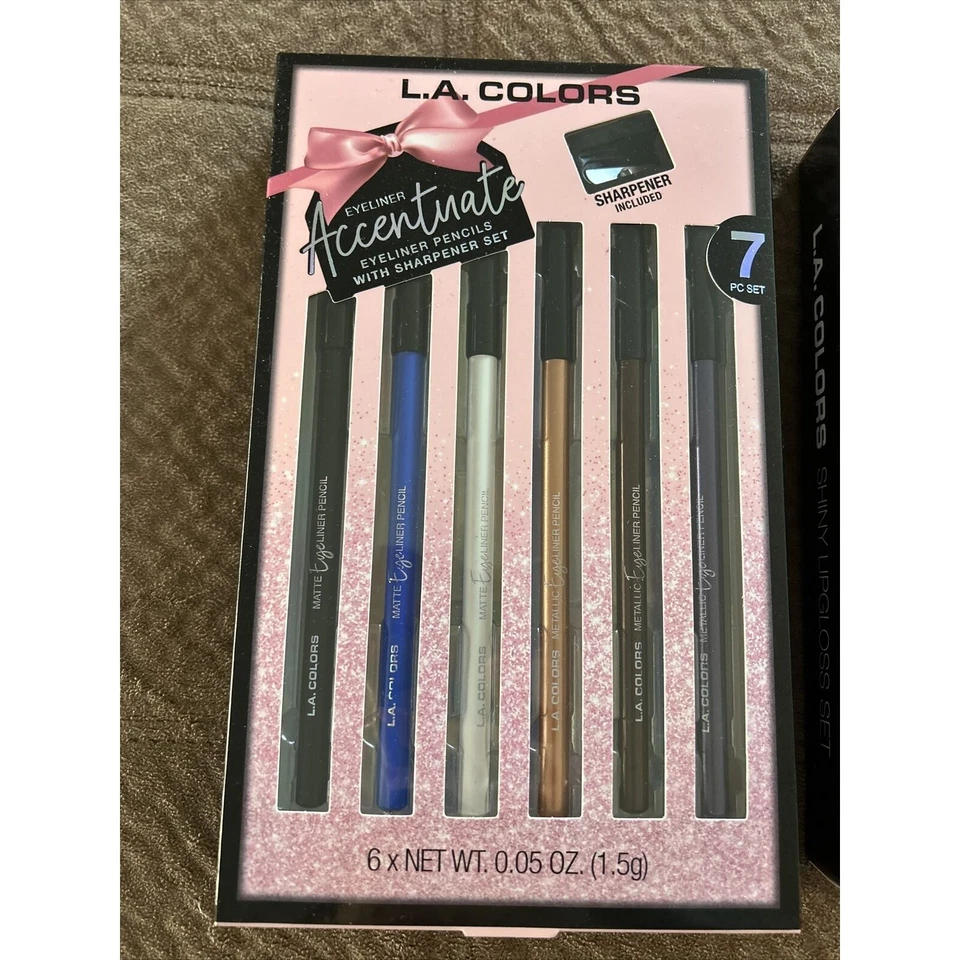 L.A. COLORS
EYELINER
Accentuate
EYELINER PENCILS
WITH SHARPENER SET
SHARPENER
INCLUDED
7
PC SET
L.A. COLORS MATTE Eyeliner PENCIL
L.A. COLORS MATTE EyeLINER PENCIL
L.A. COLORS MATTE EyeLINER PENCIL
L.A. COLORS METALLIC EyeLINER PENCIL
L.A. COLORS METALLIC EyeLINER PENCIL
L.A. COLORS METALLIC EyeLINER PENCIL
6 x NET WT. 0.05 OZ. (1.5g)
L.A. COLORS SHINY LIPGLOSS SET